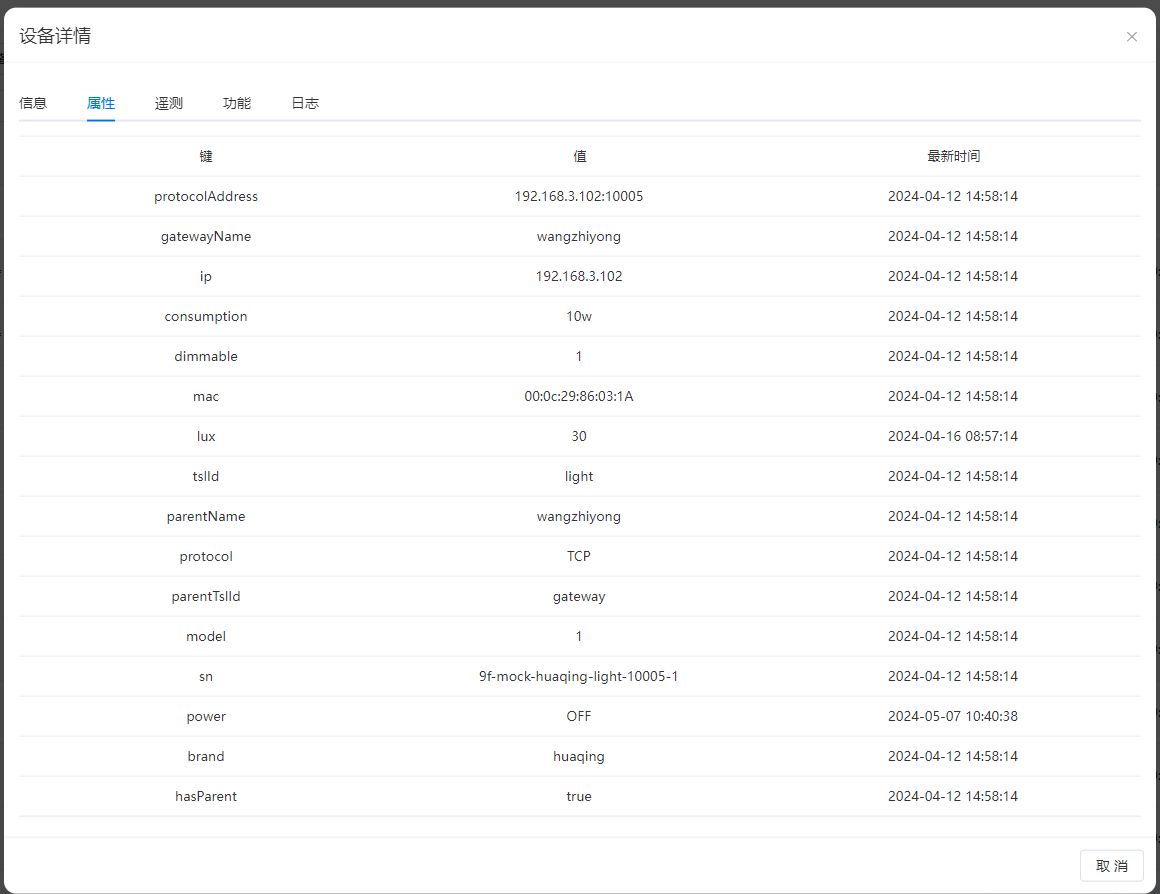 设备详情
信息 属性 遥测 功能 日志
键 值 最新时间
protocolAddress 192.168.3.102:10005 2024-04-12 14:58:14
gatewayName wangzhiyong 2024-04-12 14:58:14
ip 192.168.3.102 2024-04-12 14:58:14
consumption 10w 2024-04-12 14:58:14
dimmable 1 2024-04-12 14:58:14
mac 00:0c:29:86:03:1A 2024-04-12 14:58:14
lux 30 2024-04-16 08:57:14
tslId light 2024-04-12 14:58:14
parentName wangzhiyong 2024-04-12 14:58:14
protocol TCP 2024-04-12 14:58:14
parentTslId gateway 2024-04-12 14:58:14
model 1 2024-04-12 14:58:14
sn 9f-mock-huaqing-light-10005-1 2024-04-12 14:58:14
power OFF 2024-05-07 10:40:38
brand huaqing 2024-04-12 14:58:14
hasParent true 2024-04-12 14:58:14
取 消